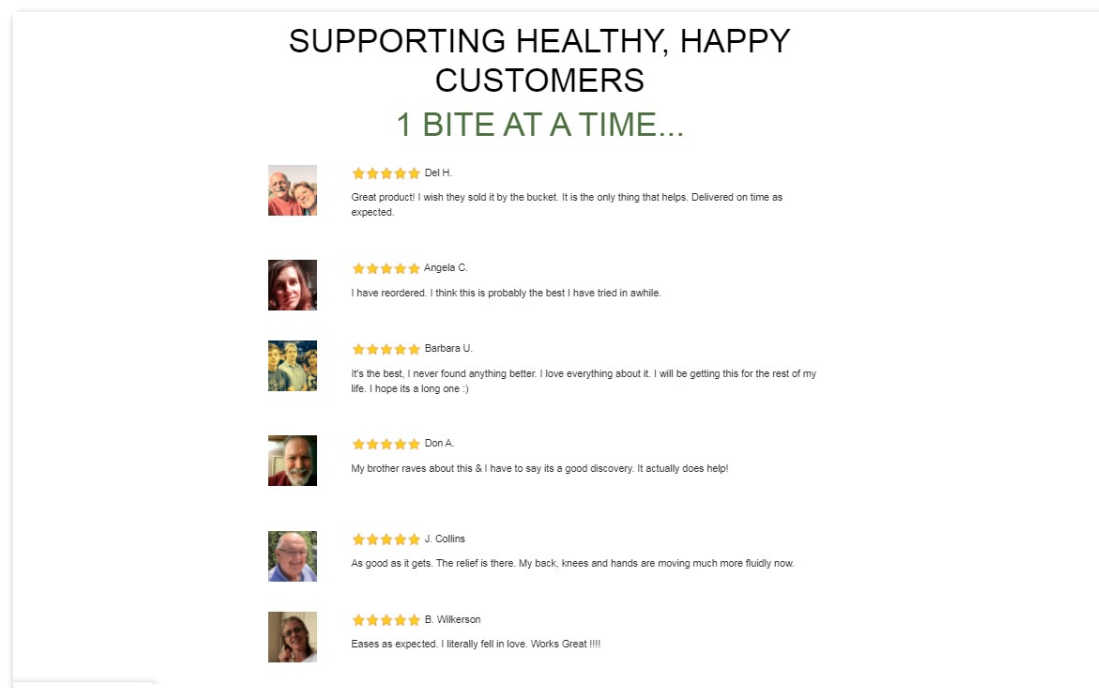 SUPPORTING HEALTHY, HAPPY
CUSTOMERS
1 BITE AT A TIME...
Del H.
Great product! I wish they sold it by the bucket. It is the only thing that helps. Delivered on time as
expected.
Angela C.
I have reordered. I think this is probably the best I have tried in awhile.
Barbara U.
It's the best, I never found anything better. I love everything about it. I will be getting this for the rest of my
life. I hope its a long one :)
Don A.
My brother raves about this & I have to say its a good discovery. It actually does help!
J. Collins
As good as it gets. The relief is there. My back, knees and hands are moving much more fluidly now.
B. Wilkerson
Eases as expected. I literally fell in love. Works Great !!!!